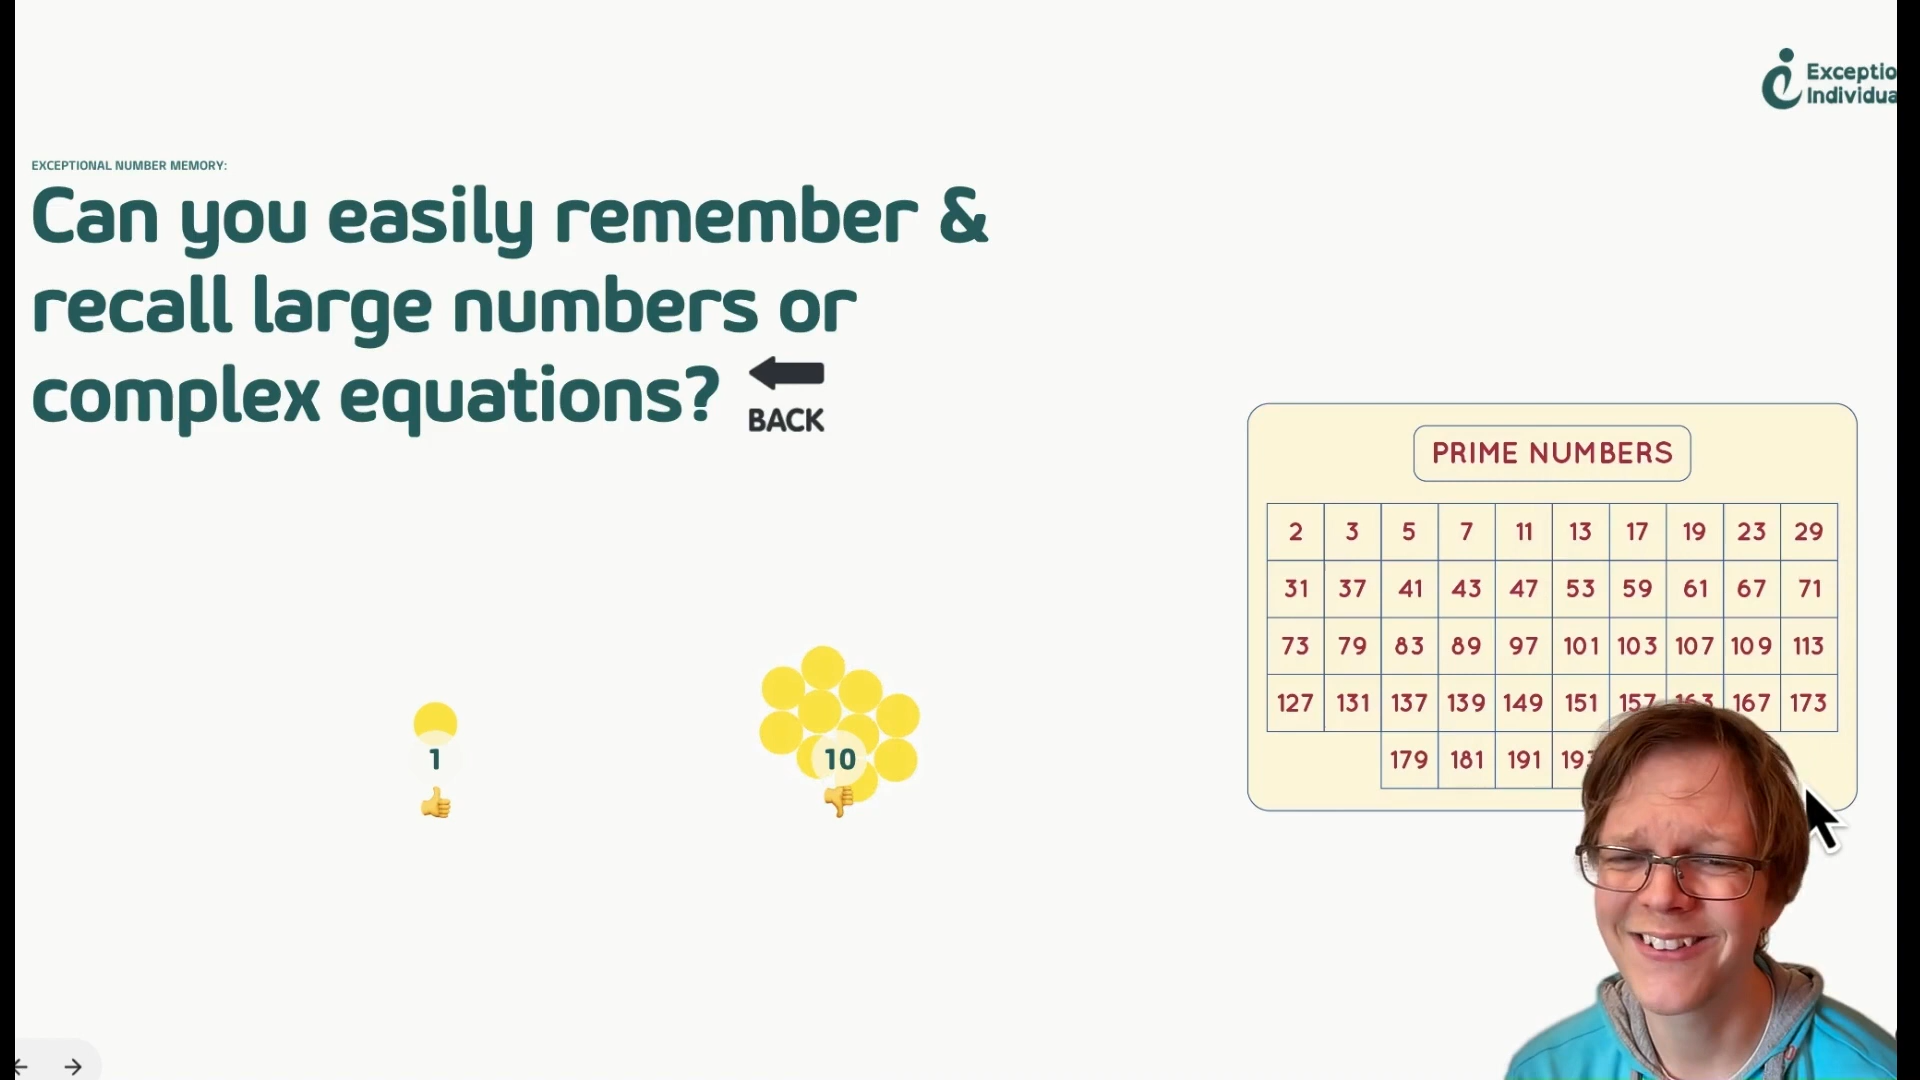 Exceptio
Individua
EXCEPTIONAL NUMBER MEMORY:
Can you easily remember &
recall large numbers or
complex equations?
BACK
PRIME NUMBERS
2 3 5 7 11 13 17 19 23 29
31 37 41 43 47 53 59 61 67 71
73 79 83 89 97 101 103 107 109 113
127 131 137 139 149 151 157 163 167 173
179 181 191 193
1
10